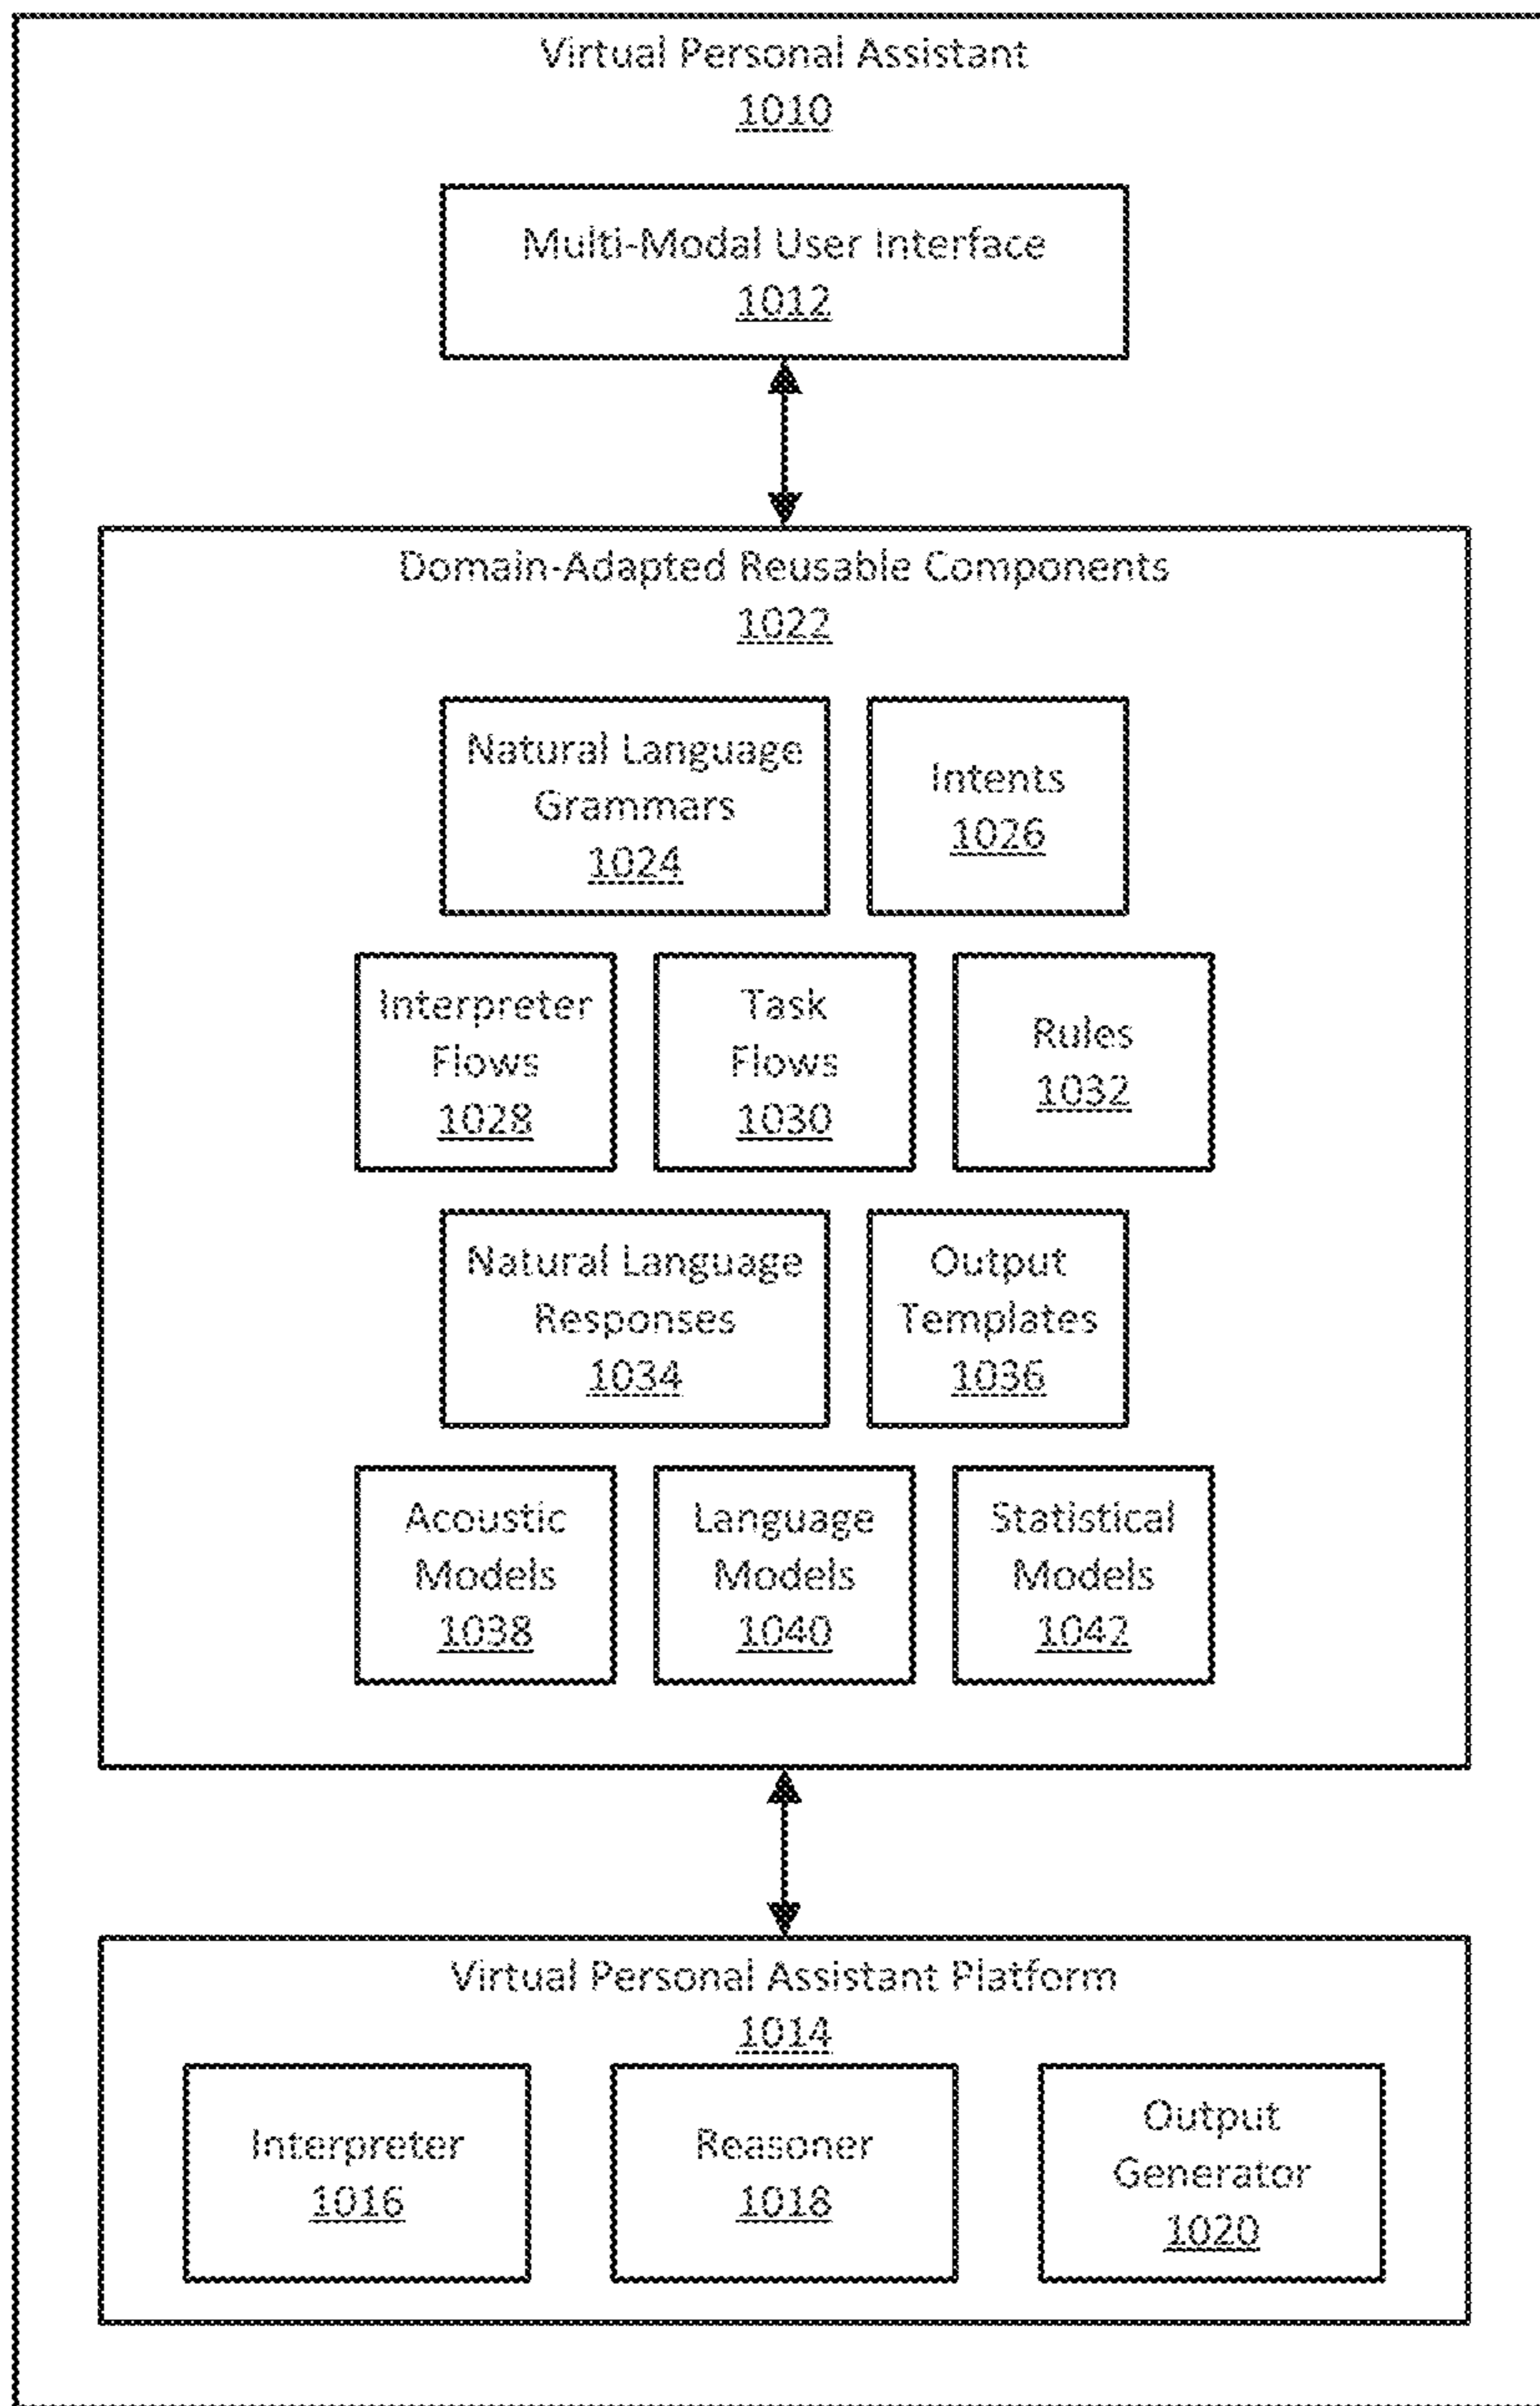 Virtual Personal Assistant
1010
Multi-Modal User Interface
1012
Domain-Adapted Reusable Components
1022
Natural Language
Grammars
1024
Intents
1026
Interpreter
Flows
1028
Task
Flows
1030
Rules
1032
Natural Language
Responses
1034
Output
Templates
1036
Acoustic
Models
1038
Language
Models
1040
Statistical
Models
1042
Virtual Personal Assistant Platform
1014
Interpreter
1016
Reasoner
1018
Output
Generator
1020